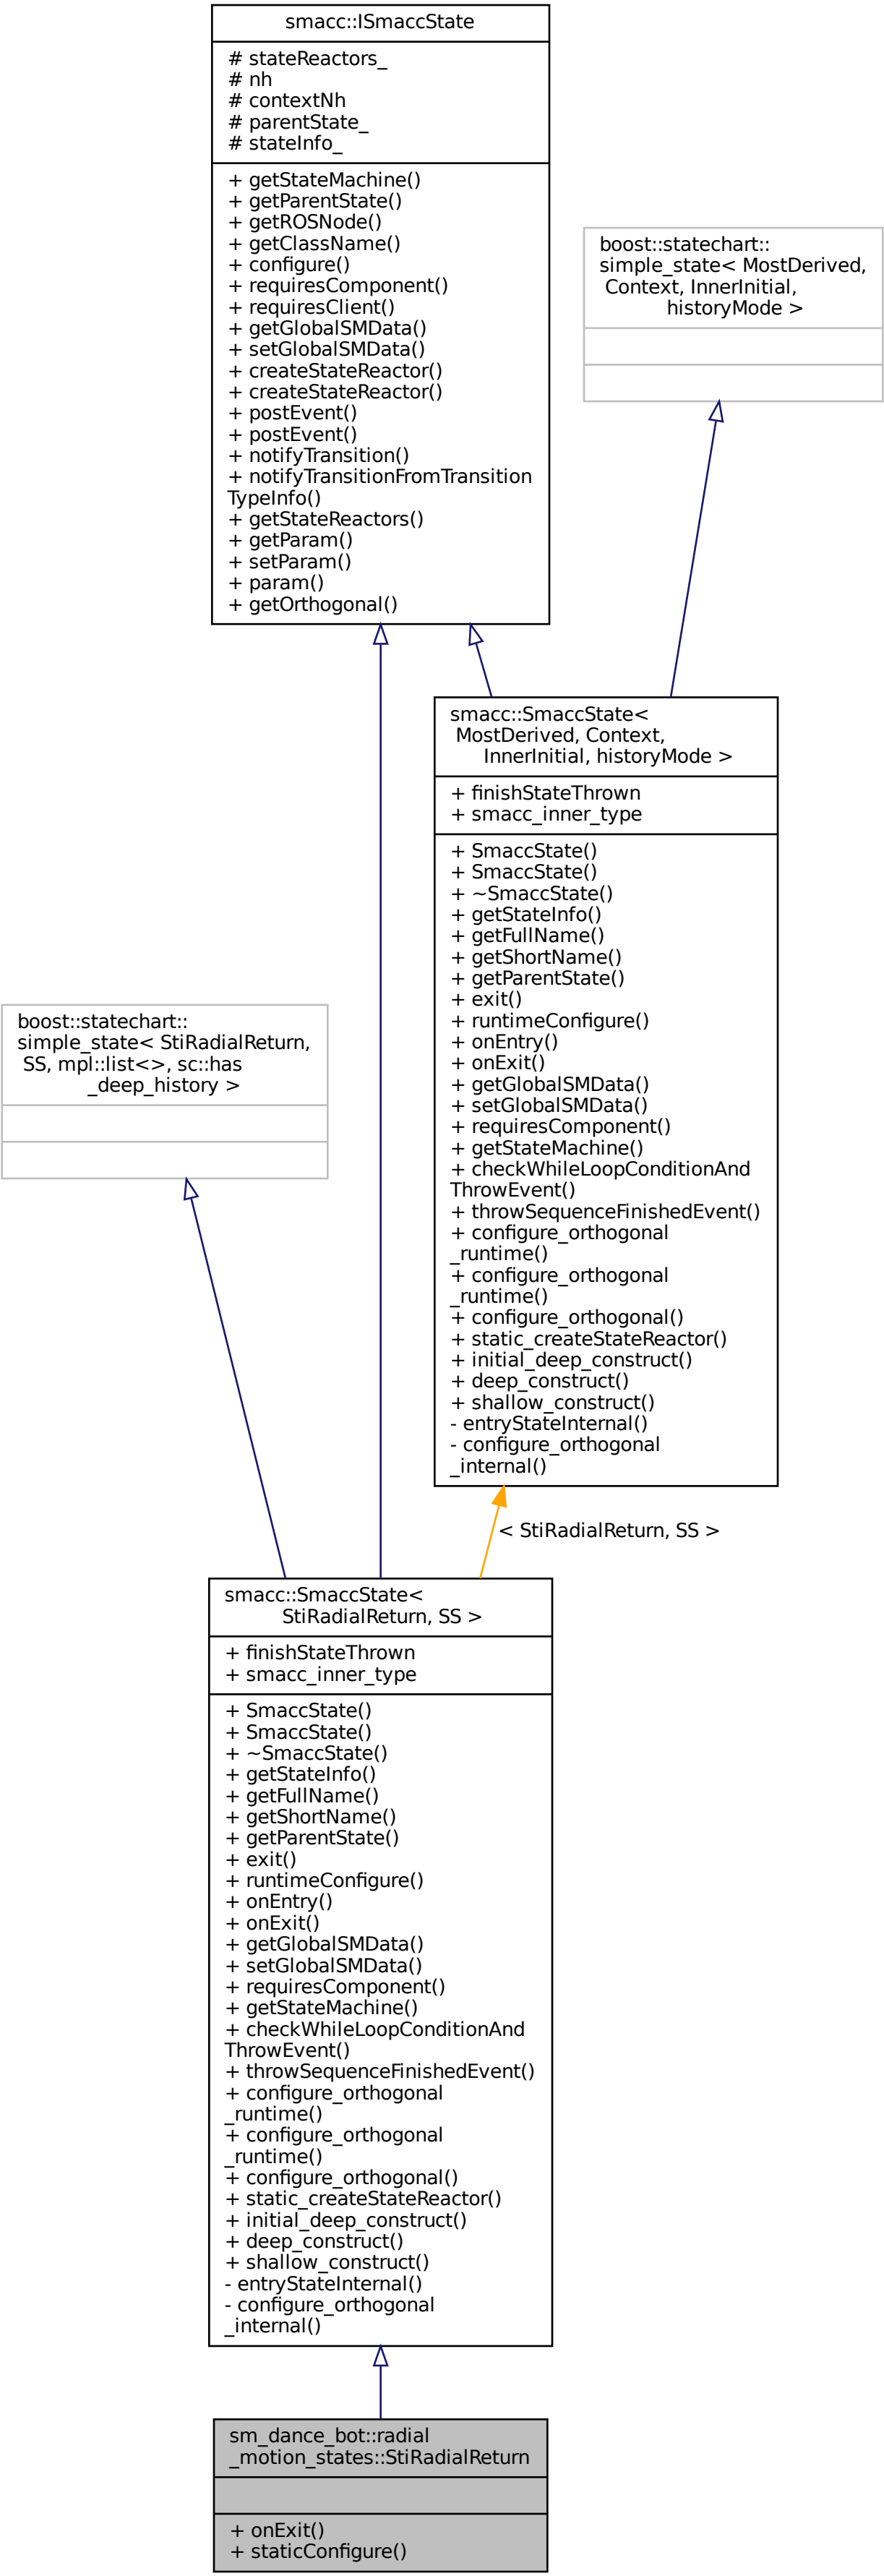 smacc::ISmaccState
# stateReactors_
# nh
# contextNh
# parentState_
# stateInfo_
+ getStateMachine()
+ getParentState()
+ getROSNode()
+ getClassName()
+ configure()
+ requiresComponent()
+ requiresClient()
+ getGlobalSMData()
+ setGlobalSMData()
+ createStateReactor()
+ createStateReactor()
+ postEvent()
+ postEvent()
+ notifyTransition()
+ notifyTransitionFromTransition
TypeInfo()
+ getStateReactors()
+ getParam()
+ setParam()
+ param()
+ getOrthogonal()
boost::statechart::
simple_state< MostDerived,
Context, InnerInitial,
historyMode >
smacc::SmaccState<
MostDerived, Context,
InnerInitial, historyMode >
+ finishStateThrown
+ smacc_inner_type
+ SmaccState()
+ SmaccState()
+ ~SmaccState()
+ getStateInfo()
+ getFullName()
+ getShortName()
+ getParentState()
+ exit()
+ runtimeConfigure()
+ onEntry()
+ onExit()
+ getGlobalSMData()
+ setGlobalSMData()
+ requiresComponent()
+ getStateMachine()
+ checkWhileLoopConditionAnd
ThrowEvent()
+ throwSequenceFinishedEvent()
+ configure_orthogonal
_runtime()
+ configure_orthogonal
_runtime()
+ configure_orthogonal()
+ static_createStateReactor()
+ initial_deep_construct()
+ deep_construct()
+ shallow_construct()
- entryStateInternal()
- configure_orthogonal
_internal()
boost::statechart::
simple_state< StiRadialReturn,
SS, mpl::list<>, sc::has
_deep_history >
< StiRadialReturn, SS >
smacc::SmaccState<
StiRadialReturn, SS >
+ finishStateThrown
+ smacc_inner_type
+ SmaccState()
+ SmaccState()
+ ~SmaccState()
+ getStateInfo()
+ getFullName()
+ getShortName()
+ getParentState()
+ exit()
+ runtimeConfigure()
+ onEntry()
+ onExit()
+ getGlobalSMData()
+ setGlobalSMData()
+ requiresComponent()
+ getStateMachine()
+ checkWhileLoopConditionAnd
ThrowEvent()
+ throwSequenceFinishedEvent()
+ configure_orthogonal
_runtime()
+ configure_orthogonal
_runtime()
+ configure_orthogonal()
+ static_createStateReactor()
+ initial_deep_construct()
+ deep_construct()
+ shallow_construct()
- entryStateInternal()
- configure_orthogonal
_internal()
sm_dance_bot::radial
_motion_states::StiRadialReturn
+ onExit()
+ staticConfigure()